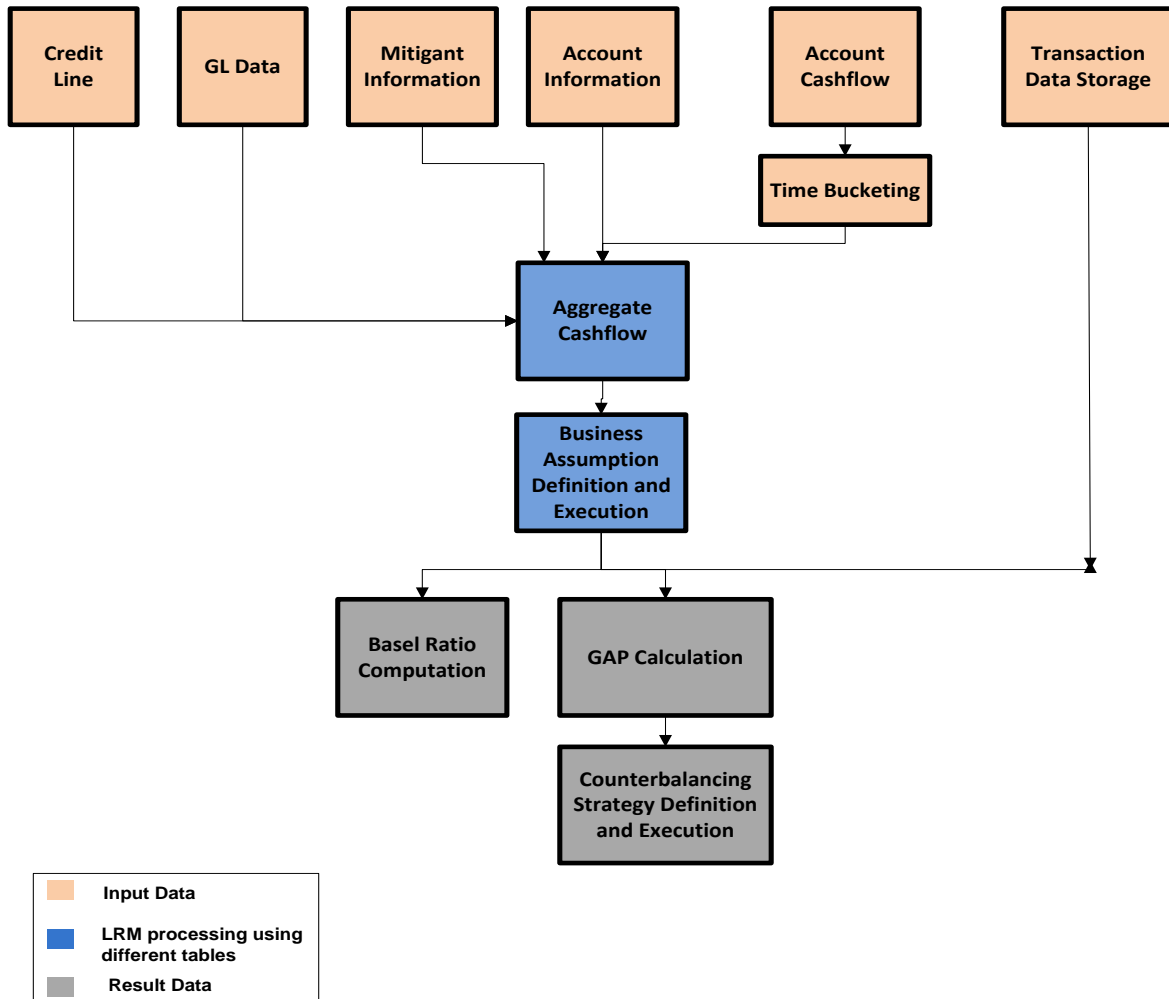 Credit
Line
GL Data
Mitigant
Information
Account
Information
Account
Cashflow
Transaction
Data Storage
Time Bucketing
Aggregate
Cashflow
Business
Assumption
Definition and
Execution
Basel Ratio
Computation
GAP Calculation
Counterbalancing
Strategy Definition
and Execution
Input Data
LRM processing using
different tables
Result Data